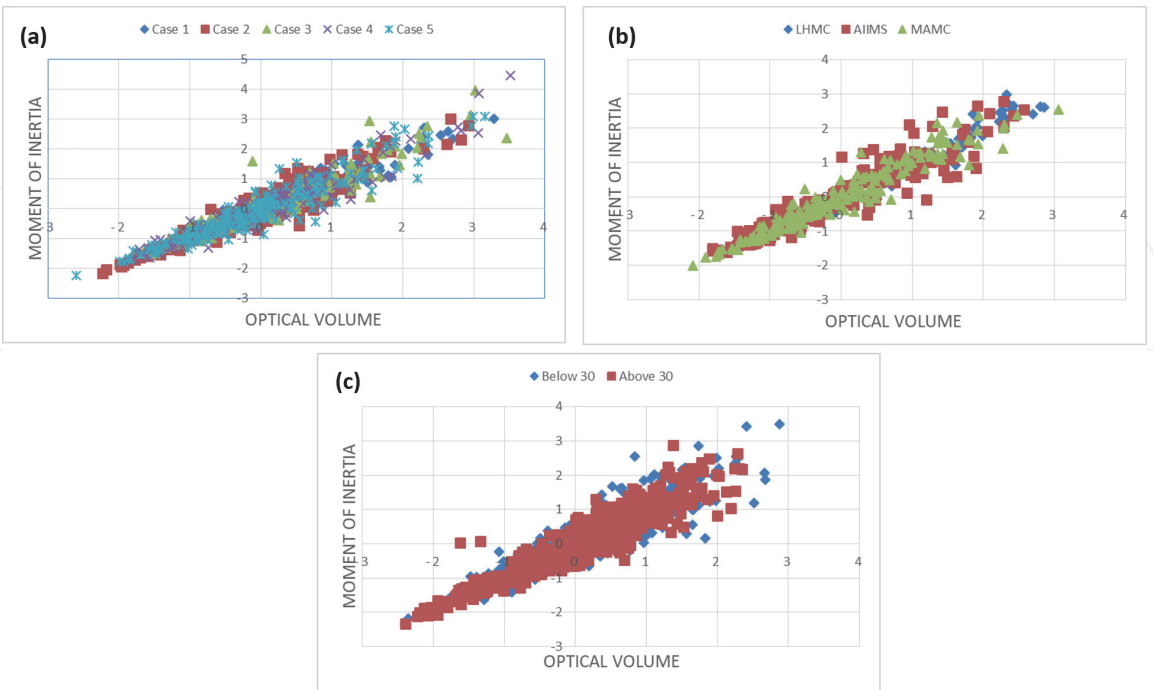 (a)
Case 1 Case 2 Case 3 Case 4 Case 5
5
4
3
2
1
0
-1
-2
-3
-3 -2 -1 0 1 2 3 4
MOMENT OF INERTIA
OPTICAL VOLUME
(b)
LHMC AIIMS MAMC
4
3
2
1
0
-1
-2
-3
-3 -2 -1 0 1 2 3 4
MOMENT OF INERTIA
OPTICAL VOLUME
(c)
Below 30 Above 30
4
3
2
1
0
-1
-2
-3
-3 -2 -1 0 1 2 3 4
MOMENT OF INERTIA
OPTICAL VOLUME